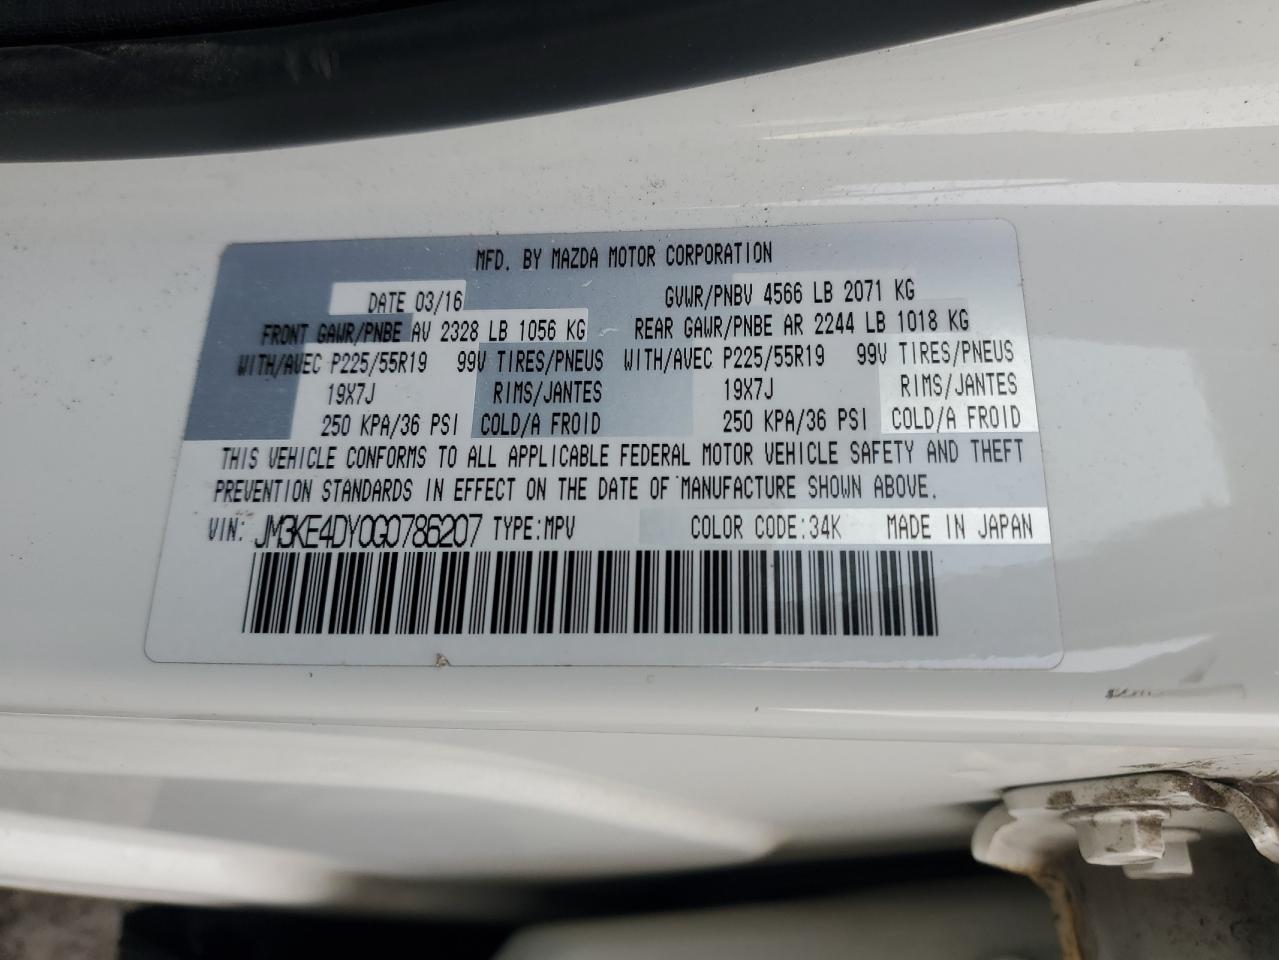 MFD. BY MAZDA MOTOR CORPORATION
DATE 03/16 GVWR/PNBV 4566 LB 2071 KG
FRONT GAWR/PNBE AV 2328 LB 1056 KG REAR GAWR/PNBE AR 2244 LB 1018 KG
WITH/AVEC P225/55R19 99V TIRES/PNEUS WITH/AVEC P225/55R19 99V TIRES/PNEUS
19X7J RIMS/JANTES 19X7J RIMS/JANTES
250 KPA/36 PSI COLD/A FROID 250 KPA/36 PSI COLD/A FROID
THIS VEHICLE CONFORMS TO ALL APPLICABLE FEDERAL MOTOR VEHICLE SAFETY AND THEFT
PREVENTION STANDARDS IN EFFECT ON THE DATE OF MANUFACTURE SHOWN ABOVE.
VIN: JM3KE4DY0G0786207 TYPE:MPV COLOR CODE:34K MADE IN JAPAN